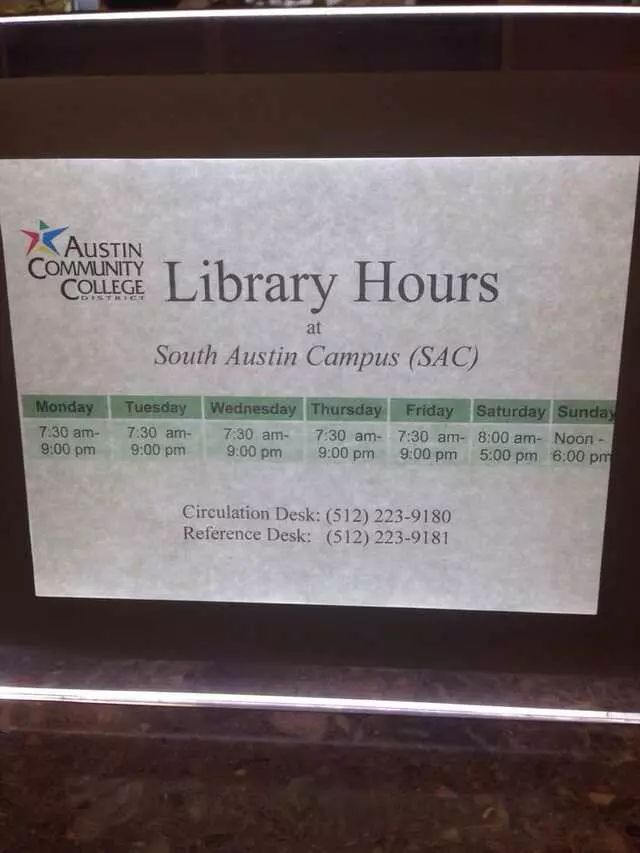 AUSTIN
COMMUNITY
COLLEGE
DISTRICT
Library Hours
at
South Austin Campus (SAC)
Monday Tuesday Wednesday Thursday Friday Saturday Sunday
7:30 am- 7:30 am- 7:30 am- 7:30 am- 7:30 am- 8:00 am- Noon -
9:00 pm 9:00 pm 9:00 pm 9:00 pm 9:00 pm 5:00 pm 6:00 pm
Circulation Desk: (512) 223-9180
Reference Desk: (512) 223-9181